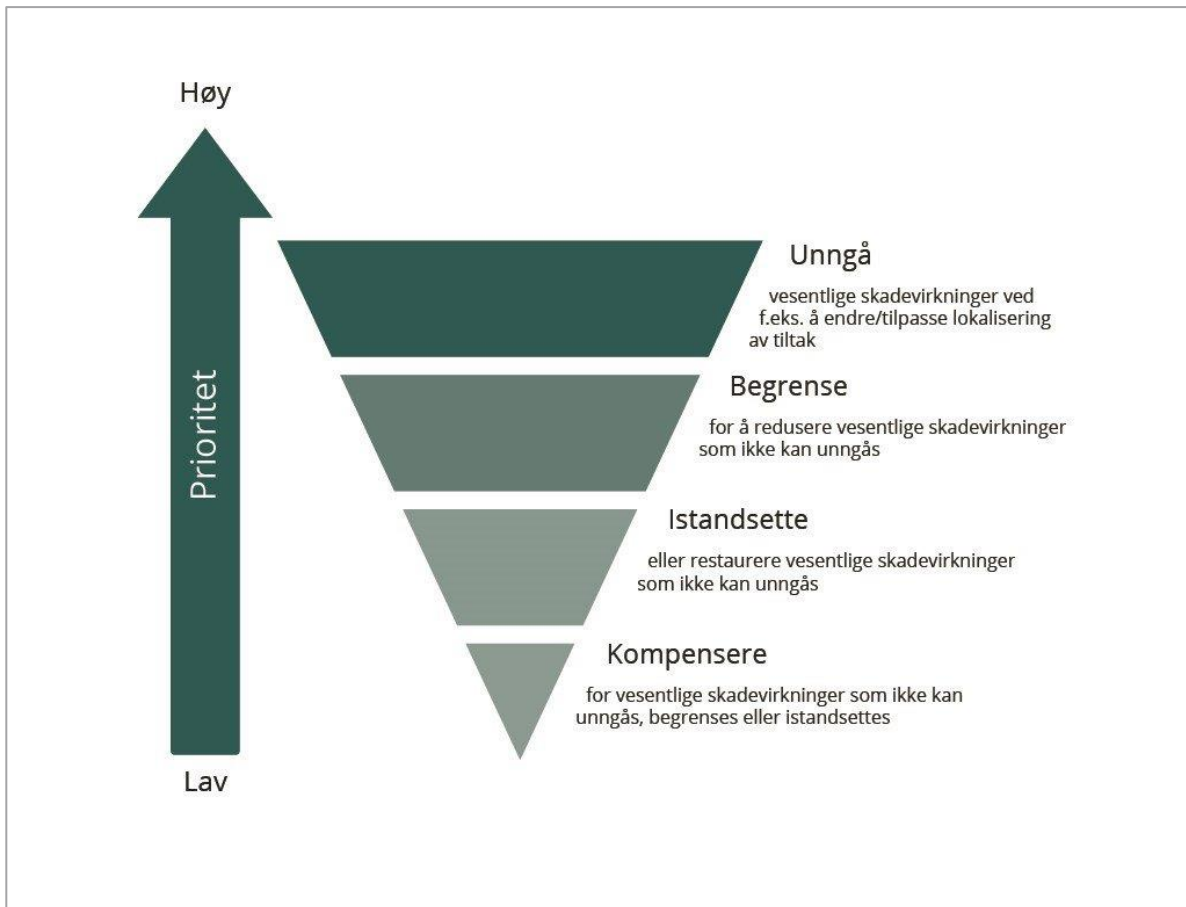 Høy
Prioritet
Lav
Unngå
vesentlige skadevirkninger ved
f.eks. å endre/tilpasse lokalisering
av tiltak
Begrense
for å redusere vesentlige skadevirkninger
som ikke kan unngås
Istandsette
eller restaurere vesentlige skadevirkninger
som ikke kan unngås
Kompensere
for vesentlige skadevirkninger som ikke kan
unngås, begrenses eller istandsettes